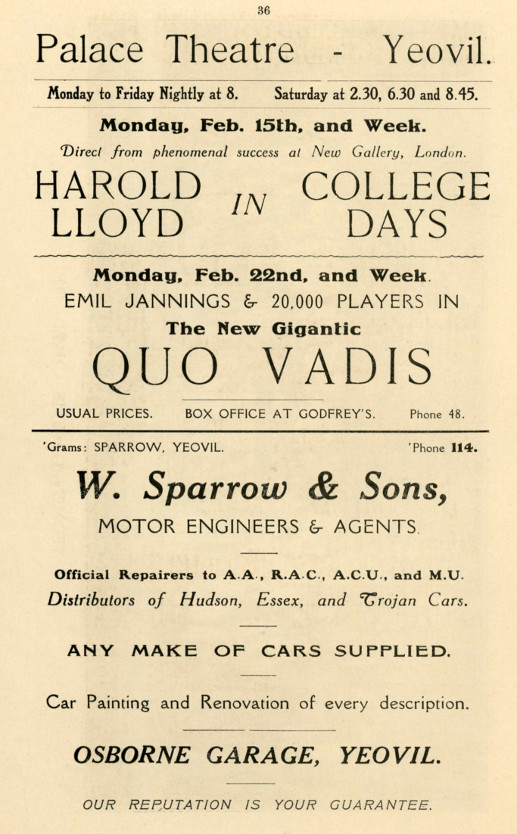 36
Palace Theatre - Yeovil.
Monday to Friday Nightly at 8. Saturday at 2.30, 6.30 and 8.45.
Monday, Feb. 15th, and Week.
Direct from phenomenal success at New Gallery, London.
HAROLD LLOYD IN COLLEGE DAYS
Monday, Feb. 22nd, and Week.
EMIL JANNINGS & 20,000 PLAYERS IN
The New Gigantic
QUO VADIS
USUAL PRICES. BOX OFFICE AT GODFREY'S. Phone 48.
'Grams: SPARROW, YEOVIL. 'Phone 114.
W. Sparrow & Sons,
MOTOR ENGINEERS & AGENTS.
Official Repairers to A.A., R.A.C., A.C.U., and M.U.
Distributors of Hudson, Essex, and Trojan Cars.
ANY MAKE OF CARS SUPPLIED.
Car Painting and Renovation of every description.
OSBORNE GARAGE, YEOVIL.
OUR REPUTATION IS YOUR GUARANTEE.